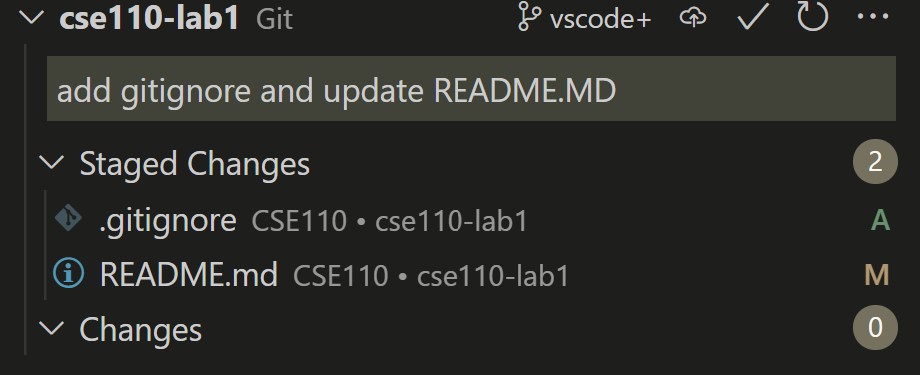 cse110-lab1 Git vscode+ ...
add gitignore and update README.MD
Staged Changes 2
.gitignore CSE110 • cse110-lab1 A
README.md CSE110 • cse110-lab1 M
Changes 0